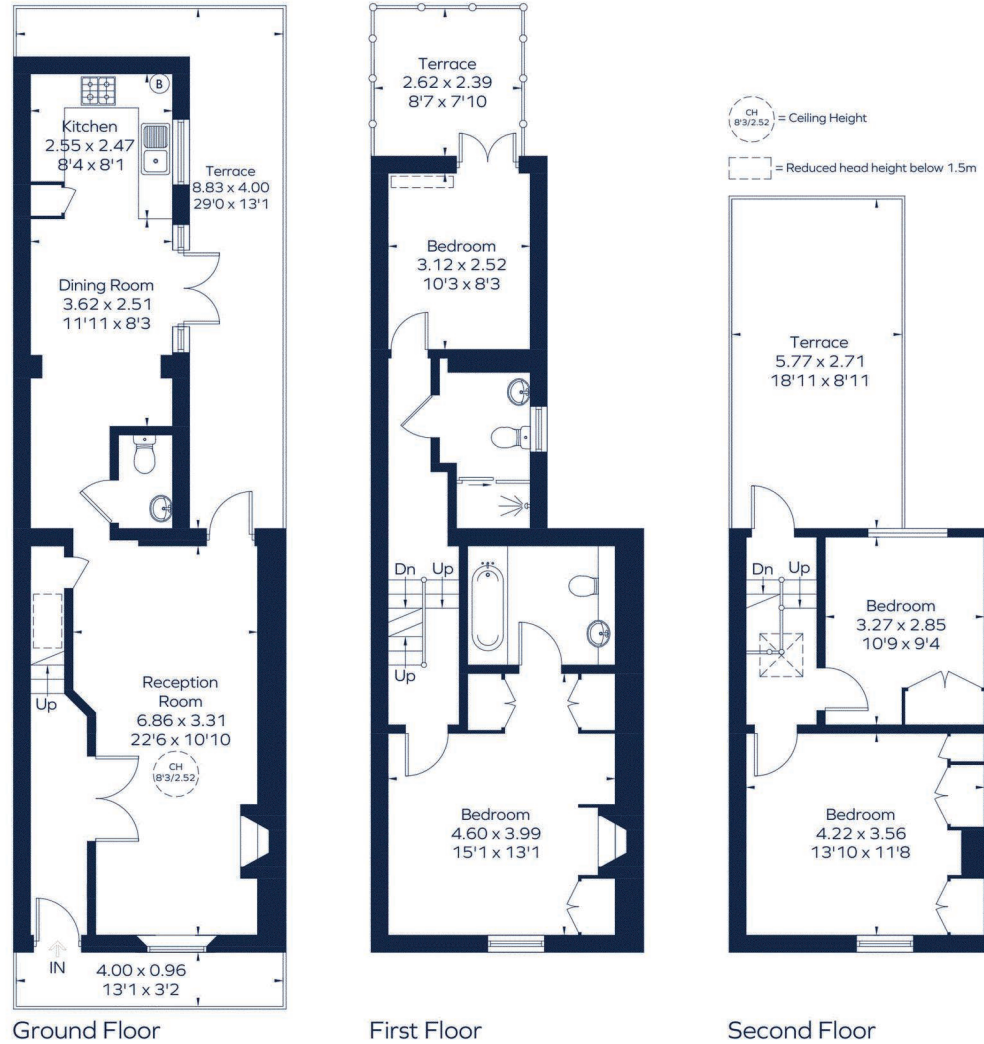 Kitchen
2.55 x 2.47
8'4 x 8'1
B
Terrace
8.83 x 4.00
29'0 x 13'1
Dining Room
3.62 x 2.51
11'11 x 8'3
Up
Reception
Room
6.86 x 3.31
22'6 x 10'10
CH
8'3/2.52
IN
4.00 x 0.96
13'1 x 3'2
Ground Floor
Terrace
2.62 x 2.39
8'7 x 7'10
Bedroom
3.12 x 2.52
10'3 x 8'3
Dn
Up
Up
Bedroom
4.60 x 3.99
15'1 x 13'1
First Floor
CH
8'3/2.52
= Ceiling Height
= Reduced head height below 1.5m
Terrace
5.77 x 2.71
18'11 x 8'11
Dn
Up
Bedroom
3.27 x 2.85
10'9 x 9'4
Bedroom
4.22 x 3.56
13'10 x 11'8
Second Floor